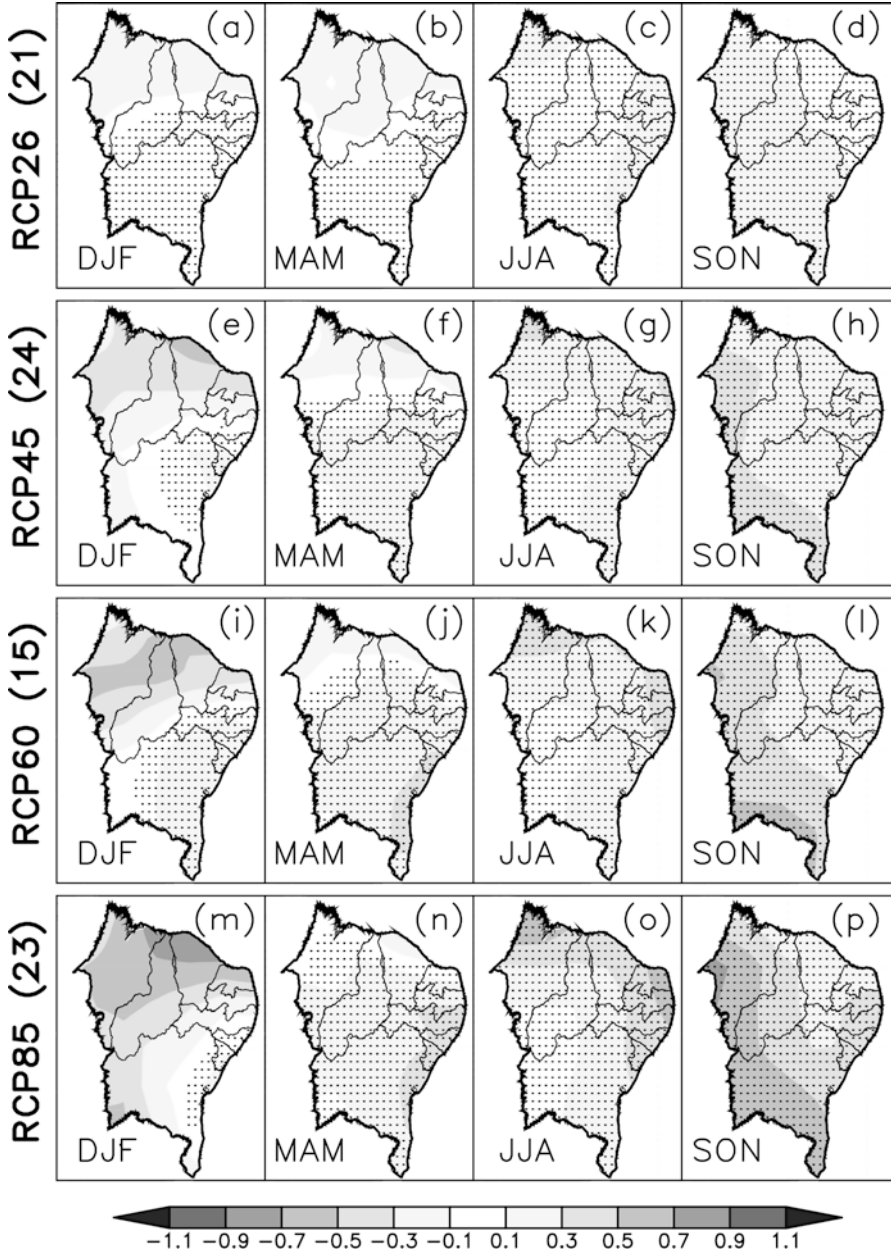 RCP26 (21)
(a) (b) (c) (d)
DJF MAM JJA SON
RCP45 (24)
(e) (f) (g) (h)
DJF MAM JJA SON
RCP60 (15)
(i) (j) (k) (l)
DJF MAM JJA SON
RCP85 (23)
(m) (n) (o) (p)
DJF MAM JJA SON
−1.1 −0.9 −0.7 −0.5 −0.3 −0.1 0.1 0.3 0.5 0.7 0.9 1.1